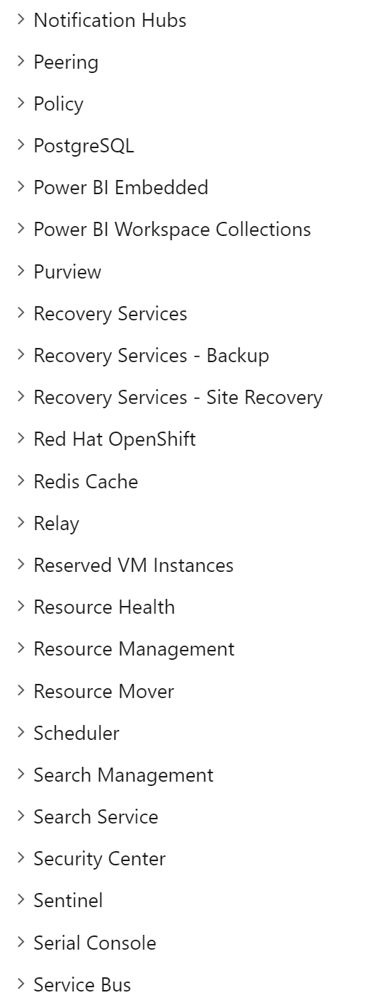 Notification Hubs
Peering
Policy
PostgreSQL
Power BI Embedded
Power BI Workspace Collections
Purview
Recovery Services
Recovery Services - Backup
Recovery Services - Site Recovery
Red Hat OpenShift
Redis Cache
Relay
Reserved VM Instances
Resource Health
Resource Management
Resource Mover
Scheduler
Search Management
Search Service
Security Center
Sentinel
Serial Console
Service Bus